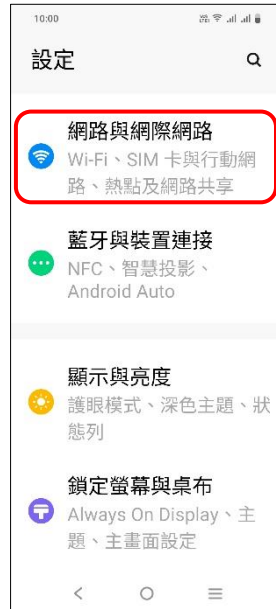 10:00
設定
網路與網際網路
Wi-Fi、SIM 卡與行動網
路、熱點及網路共享
藍牙與裝置連接
NFC、智慧投影、
Android Auto
顯示與亮度
護眼模式、深色主題、狀
態列
鎖定螢幕與桌布
Always On Display、主
題、主畫面設定